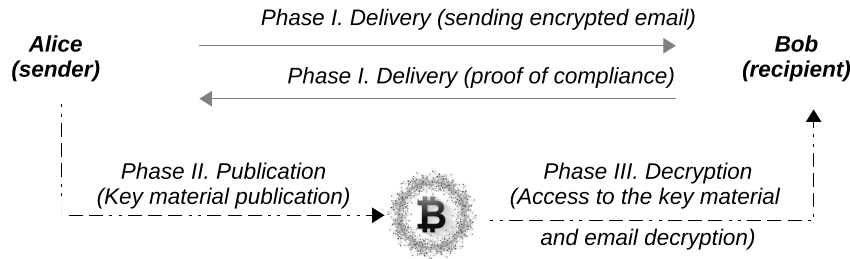 Phase I. Delivery (sending encrypted email)
Alice
(sender)
Bob
(recipient)
Phase I. Delivery (proof of compliance)
Phase II. Publication
(Key material publication)
Phase III. Decryption
(Access to the key material
and email decryption)